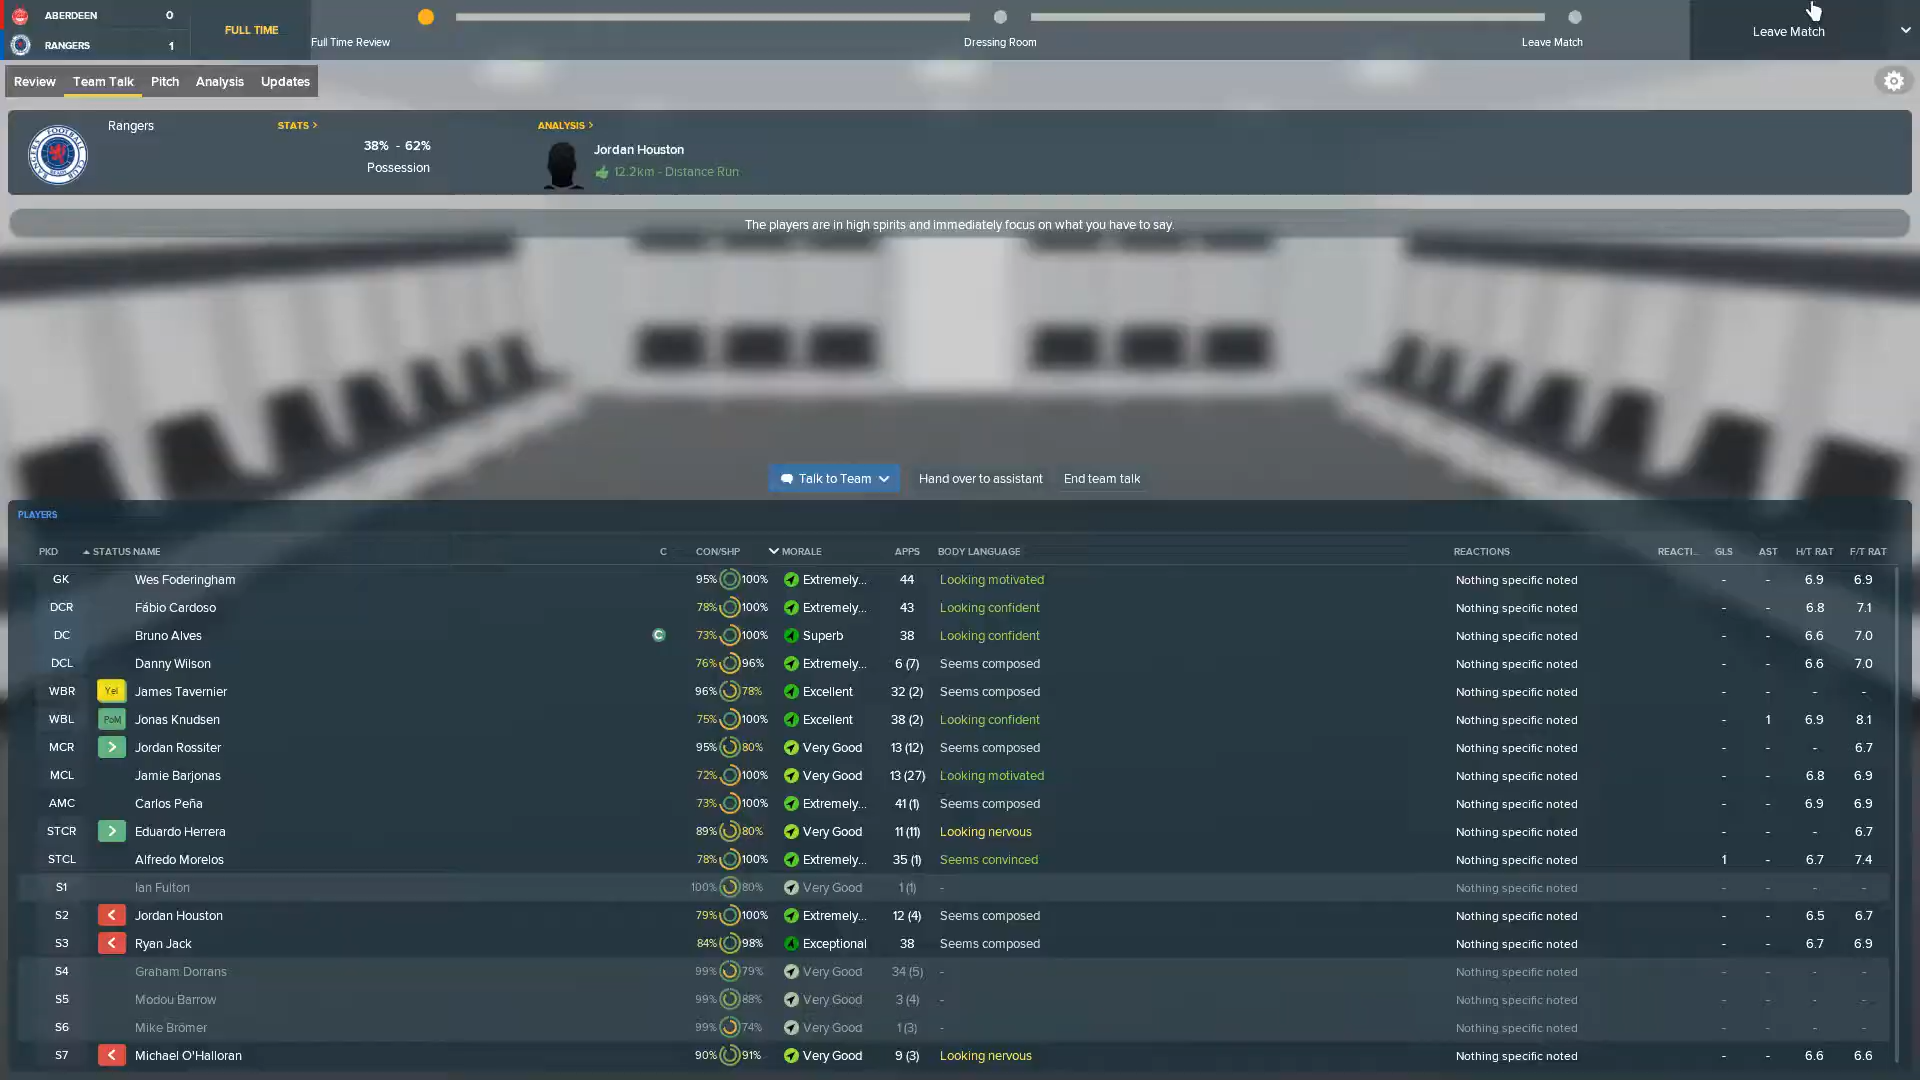 ABERDEEN 0
RANGERS 1
FULL TIME
Full Time Review
Dressing Room
Leave Match
Leave Match
Review Team Talk Pitch Analysis Updates
Rangers
STATS >
38% - 62%
Possession
ANALYSIS >
Jordan Houston
12.2km - Distance Run
The players are in high spirits and immediately focus on what you have to say.
Talk to Team Hand over to assistant End team talk
PLAYERS
PKD STATUS NAME C CON/SHP MORALE APPS BODY LANGUAGE REACTIONS REACTI... GLS AST H/T RAT F/T RAT
GK Wes Foderingham 95% 100% Extremely... 44 Looking motivated Nothing specific noted - - 6.9 6.9
DCR Fábio Cardoso 78% 100% Extremely... 43 Looking confident Nothing specific noted - - 6.8 7.1
DC Bruno Alves C 73% 100% Superb 38 Looking confident Nothing specific noted - - 6.6 7.0
DCL Danny Wilson 76% 96% Extremely... 6 (7) Seems composed Nothing specific noted - - 6.6 7.0
WBR Yel James Tavernier 96% 78% Excellent 32 (2) Seems composed Nothing specific noted - - - -
WBL PoM Jonas Knudsen 75% 100% Excellent 38 (2) Looking confident Nothing specific noted - 1 6.9 8.1
MCR Jordan Rossiter 95% 80% Very Good 13 (12) Seems composed Nothing specific noted - - - 6.7
MCL Jamie Barjonas 72% 100% Very Good 13 (27) Looking motivated Nothing specific noted - - 6.8 6.9
AMC Carlos Peña 73% 100% Extremely... 41 (1) Seems composed Nothing specific noted - - 6.9 6.9
STCR Eduardo Herrera 89% 80% Very Good 11 (11) Looking nervous Nothing specific noted - - - 6.7
STCL Alfredo Morelos 78% 100% Extremely... 35 (1) Seems convinced Nothing specific noted 1 - 6.7 7.4
S1 Ian Fulton 100% 80% Very Good 1 (1) - Nothing specific noted - - - -
S2 Jordan Houston 79% 100% Extremely... 12 (4) Seems composed Nothing specific noted - - 6.5 6.7
S3 Ryan Jack 84% 98% Exceptional 38 Seems composed Nothing specific noted - - 6.7 6.9
S4 Graham Dorrans 99% 79% Very Good 34 (5) - Nothing specific noted - - - -
S5 Modou Barrow 99% 88% Very Good 3 (4) - Nothing specific noted - - - -
S6 Mike Brömer 99% 74% Very Good 1 (3) - Nothing specific noted - - - -
S7 Michael O'Halloran 90% 91% Very Good 9 (3) Looking nervous Nothing specific noted - - 6.6 6.6